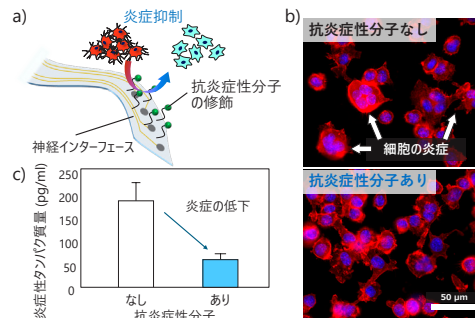 a)
炎症抑制
抗炎症性分子
の修飾
神経インターフェース
b)
抗炎症性分子なし
細胞の炎症
抗炎症性分子あり
50 μm
c)
炎症性タンパク質量 (pg/ml)
250
200
150
100
50
0
炎症の低下
なし
あり
抗炎症性分子